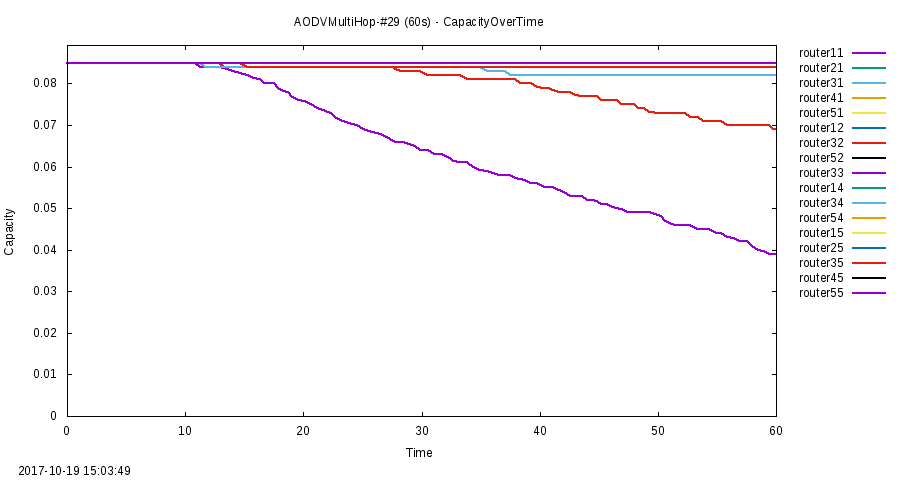 AODVMultiHop-#29 (60s) - CapacityOverTime
router11
router21
router31
router41
router51
router12
router32
router52
router33
router14
router34
router54
router15
router25
router35
router45
router55
Capacity
0.08
0.07
0.06
0.05
0.04
0.03
0.02
0.01
0
0 10 20 30 40 50 60
Time
2017-10-19 15:03:49